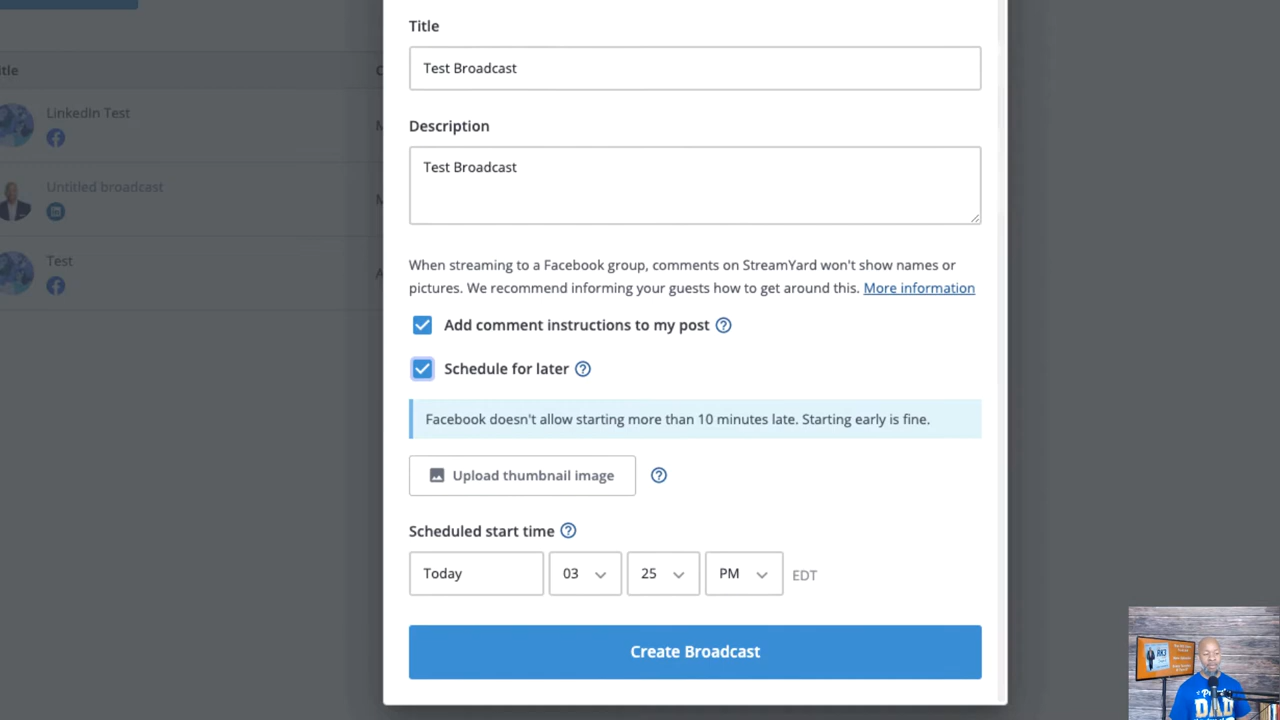 Title
Test Broadcast
Description
Test Broadcast
When streaming to a Facebook group, comments on StreamYard won't show names or
pictures. We recommend informing your guests how to get around this. More information
Add comment instructions to my post
Schedule for later
Facebook doesn't allow starting more than 10 minutes late. Starting early is fine.
Upload thumbnail image
Scheduled start time
Today 03 25 PM EDT
Create Broadcast
LinkedIn Test
Untitled broadcast
Test
DAD